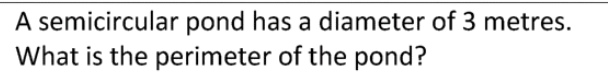 A semicircular pond has a diameter of 3 metres.
What is the perimeter of the pond?